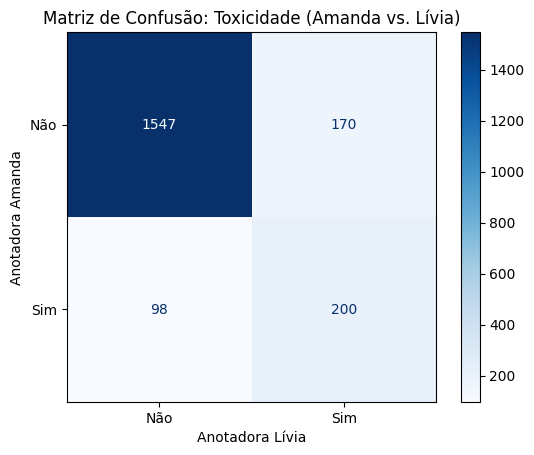 Matriz de Confusão: Toxicidade (Amanda vs. Lívia)
Anotadora Amanda
Não
1547
170
Sim
98
200
Não
Sim
Anotadora Lívia
1400
1200
1000
800
600
400
200